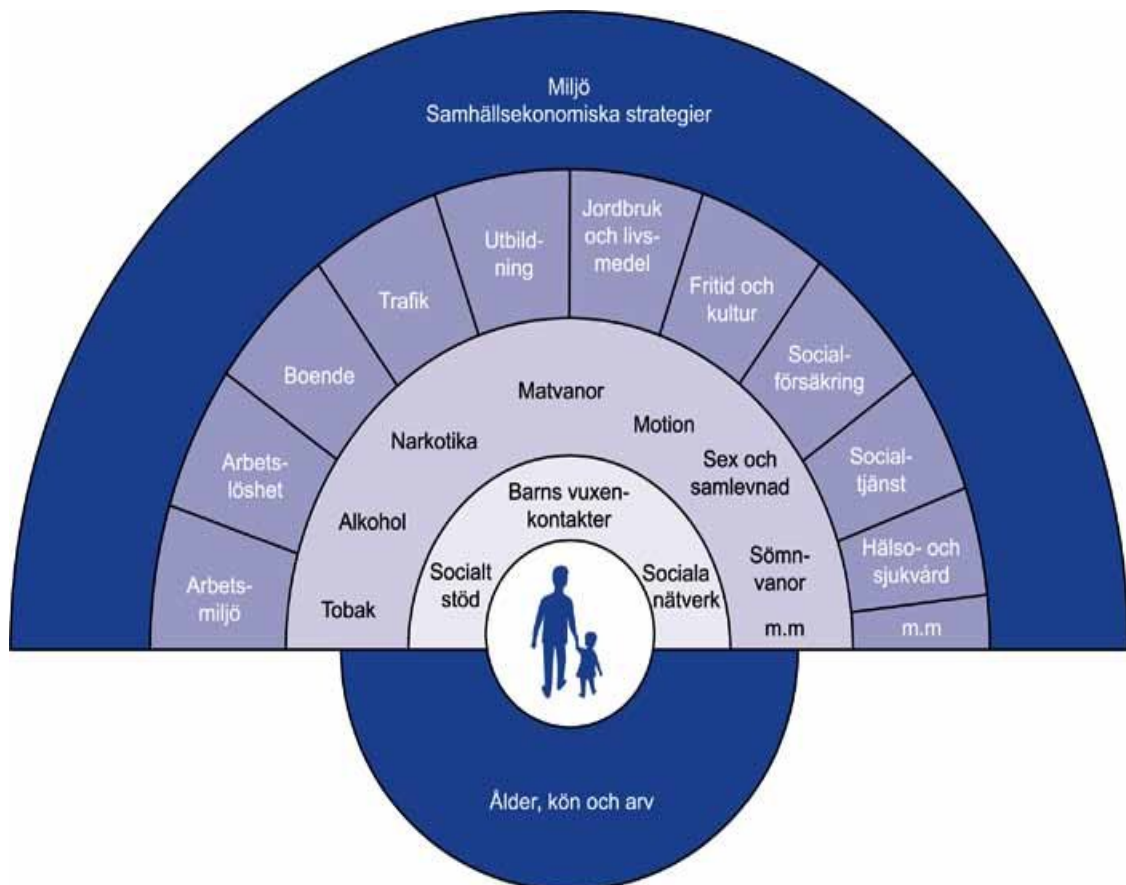 Miljö
Samhällsekonomiska strategier
Arbets-
miljö
Arbets-
löshet
Boende
Trafik
Utbild-
ning
Jordbruk
och livs-
medel
Fritid och
kultur
Social-
försäkring
Social-
tjänst
Hälso- och
sjukvård
m.m
Tobak
Alkohol
Narkotika
Matvanor
Motion
Sex och
samlevnad
Sömn-
vanor
m.m
Socialt
stöd
Barns vuxen-
kontakter
Sociala
nätverk
Ålder, kön och arv